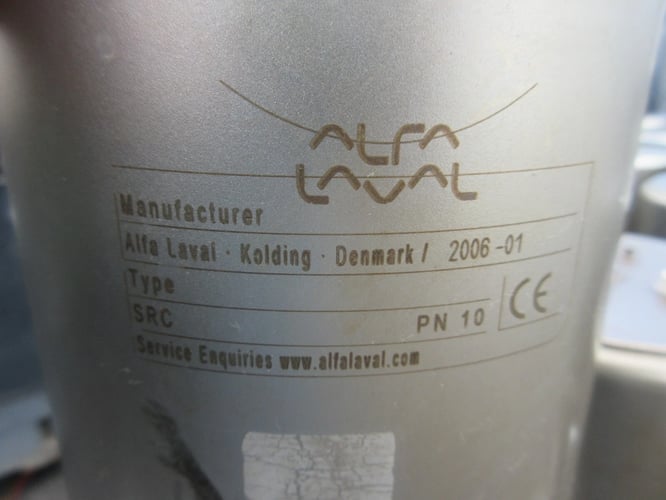 ALFA
LAVAL
Manufacturer
Alfa Laval · Kolding · Denmark / 2006-01
Type
SRC PN 10 CE
Service Enquiries www.alfalaval.com